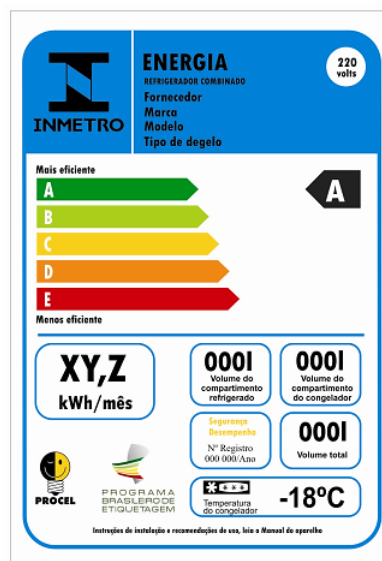 INMETRO
ENERGIA
REFRIGERADOR COMBINADO
Fornecedor
Marca
Modelo
Tipo de degelo
220
volts
Mais eficiente
A
B
C
D
E
Menos eficiente
A
XY,Z
kWh/mês
000l
Volume do
compartimento
refrigerado
000l
Volume do
compartimento
do congelador
Segurança
Desempenho
Nº Registro
000 000/Ano
000l
Volume total
PROCEL
PROGRAMA
BRASLERO DE
ETIQUETAGEM
Temperatura
do congelador
-18ºC
Instruções de instalação e recomendações de uso, leia o Manual do aparelho